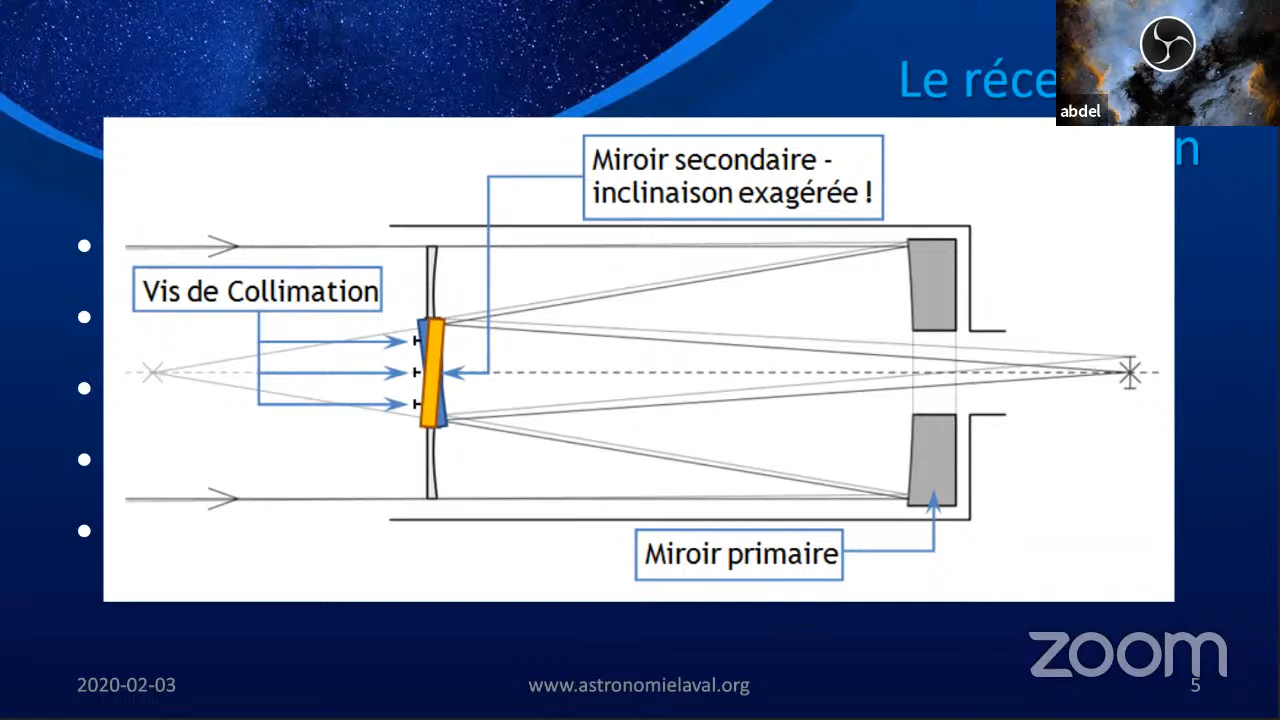 Le
abdel
Miroir secondaire -
inclinaison exagérée !
Vis de Collimation
Miroir primaire
zoom
2020-02-03
www.astronomielaval.org
5